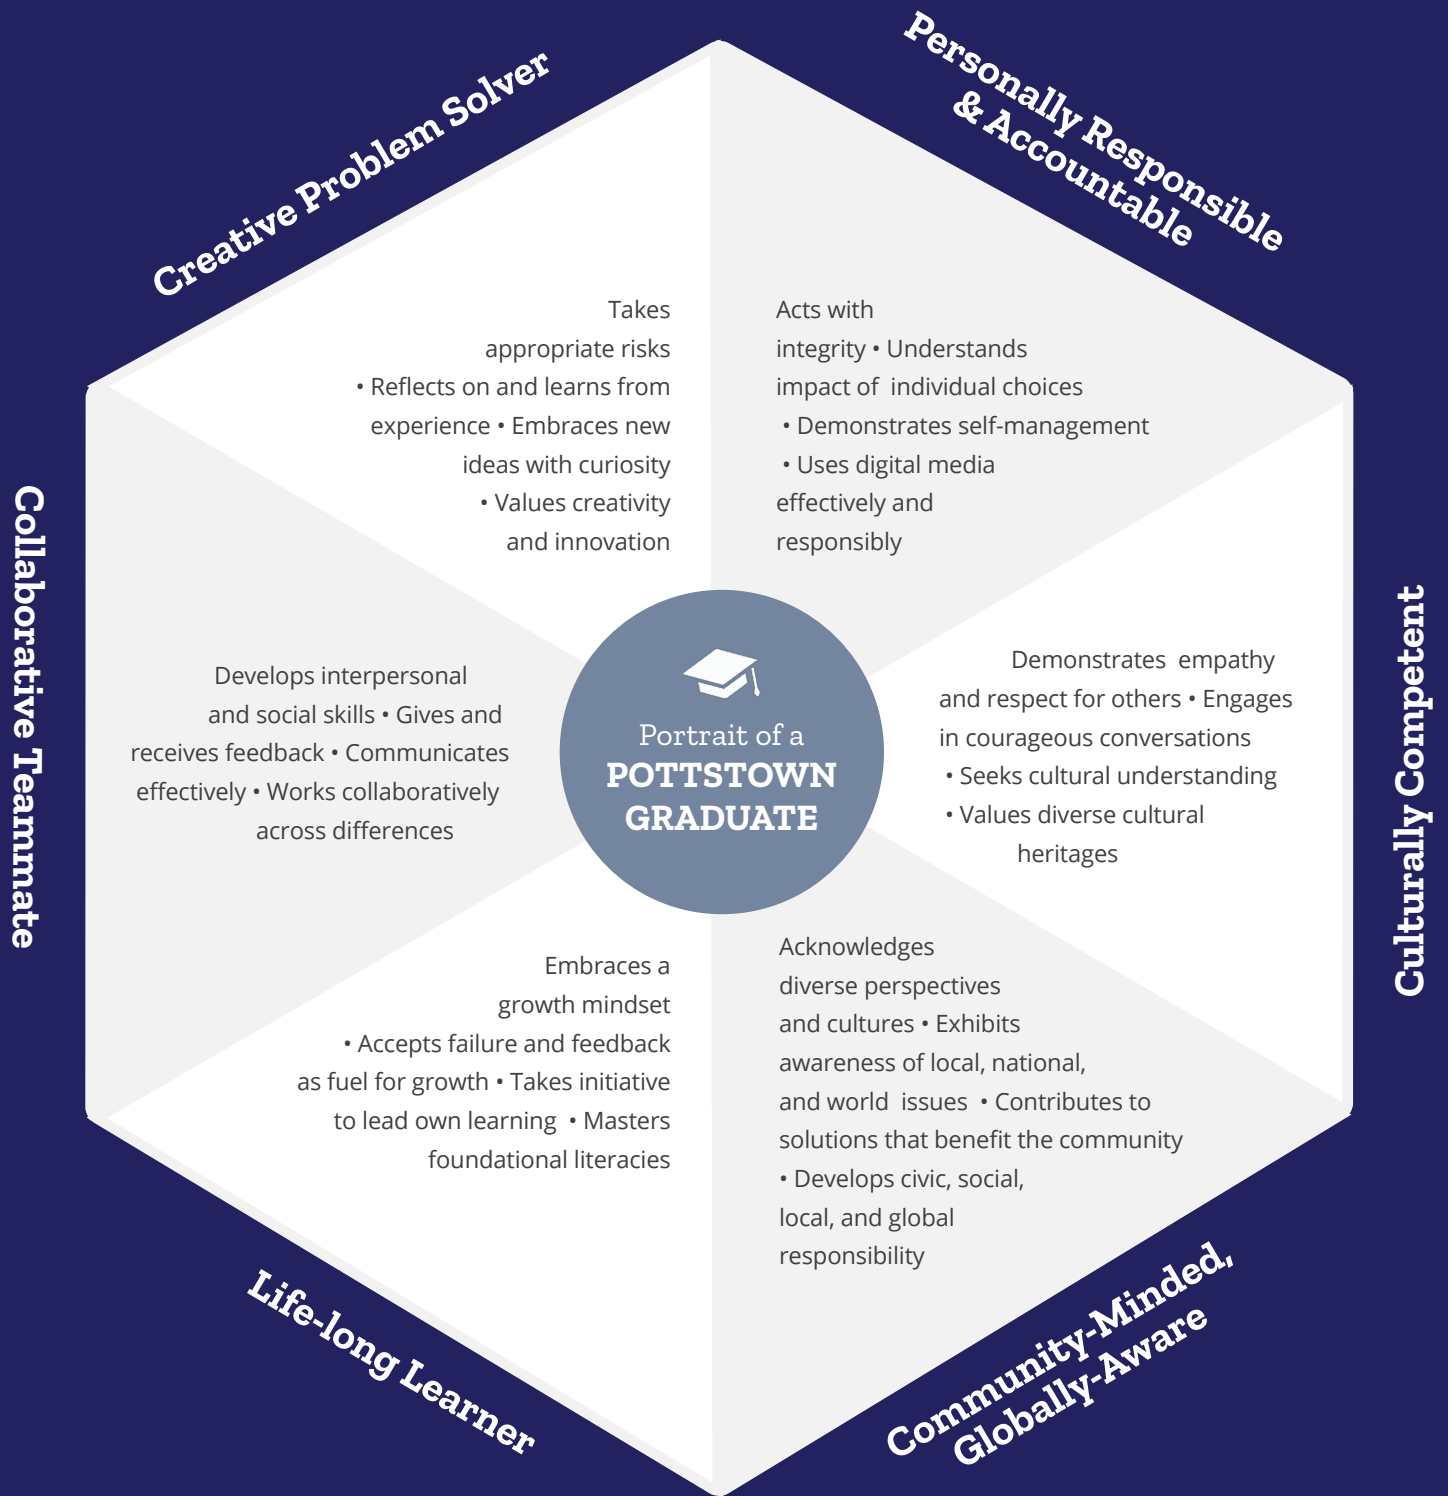 Creative Problem Solver
Takes
appropriate risks
• Reflects on and learns from
experience • Embraces new
ideas with curiosity
• Values creativity
and innovation
Personally Responsible
& Accountable
Acts with
integrity • Understands
impact of individual choices
• Demonstrates self-management
• Uses digital media
effectively and
responsibly
Collaborative Teammate
Develops interpersonal
and social skills • Gives and
receives feedback • Communicates
effectively • Works collaboratively
across differences
Portrait of a
POTTSTOWN
GRADUATE
Culturally Competent
Demonstrates empathy
and respect for others • Engages
in courageous conversations
• Seeks cultural understanding
• Values diverse cultural
heritages
Life-long Learner
Embraces a
growth mindset
• Accepts failure and feedback
as fuel for growth • Takes initiative
to lead own learning • Masters
foundational literacies
Community-Minded,
Globally-Aware
Acknowledges
diverse perspectives
and cultures • Exhibits
awareness of local, national,
and world issues • Contributes to
solutions that benefit the community
• Develops civic, social,
local, and global
responsibility